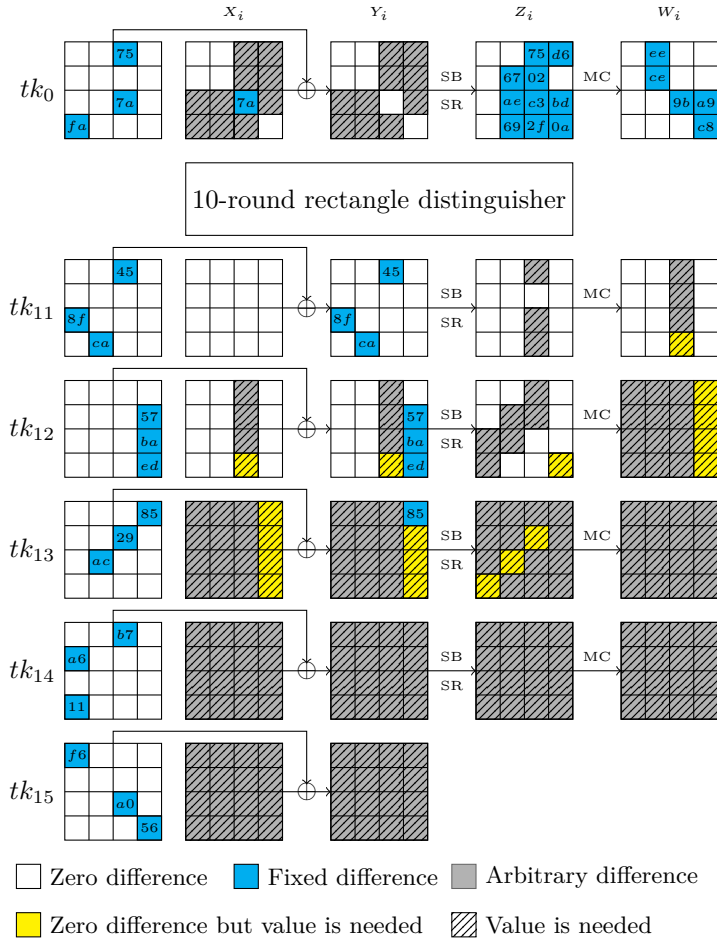 X_i Y_i Z_i W_i
tk_0
75 75 d6 ee
67 02 ce
7a 7a ae c3 bd 9b a9
fa 69 2f 0a c8
SB SR MC
10-round rectangle distinguisher
tk_11
45 45
8f 8f
ca ca
SB SR MC
tk_12
57 57
ba ba
ed ed
SB SR MC
tk_13
85 85
29
ac
SB SR MC
tk_14
b7
a6
11
SB SR MC
tk_15
f6
a0
56
Zero difference Fixed difference Arbitrary difference
Zero difference but value is needed Value is needed